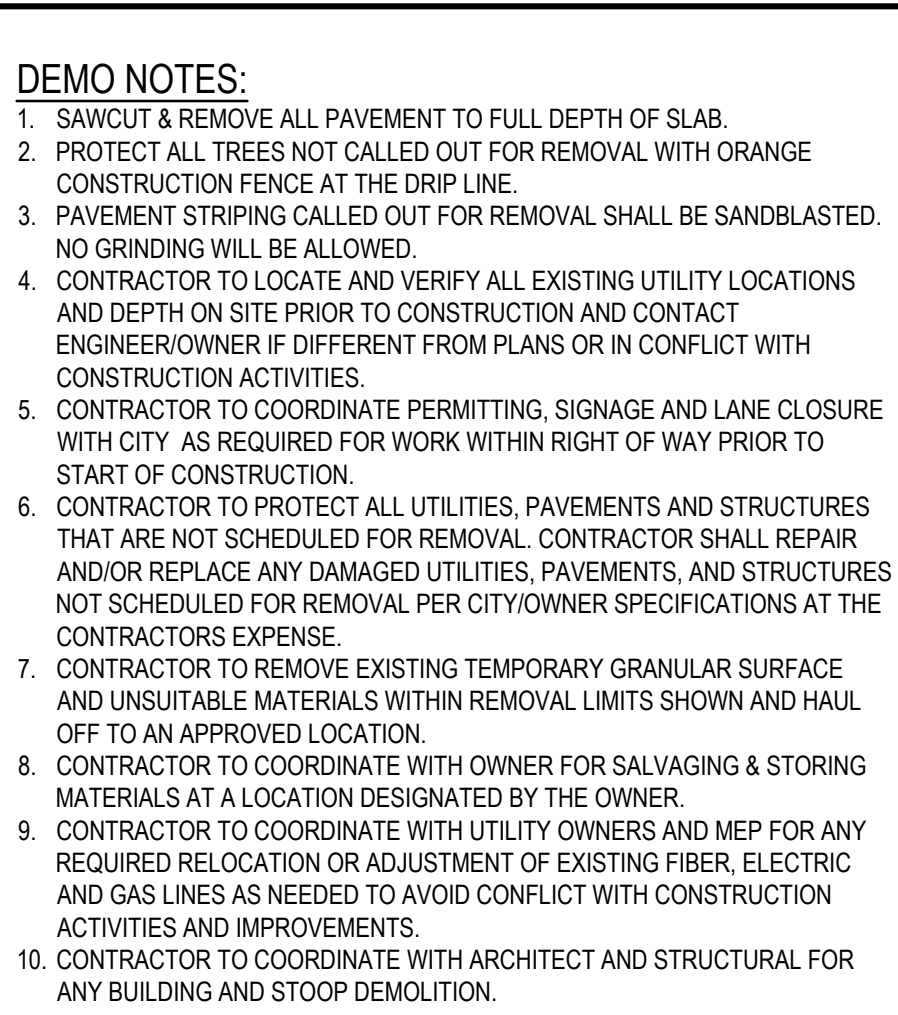 DEMO NOTES:
1. SAWCUT & REMOVE ALL PAVEMENT TO FULL DEPTH OF SLAB.
2. PROTECT ALL TREES NOT CALLED OUT FOR REMOVAL WITH ORANGE
CONSTRUCTION FENCE AT THE DRIP LINE.
3. PAVEMENT STRIPING CALLED OUT FOR REMOVAL SHALL BE SANDBLASTED.
NO GRINDING WILL BE ALLOWED.
4. CONTRACTOR TO LOCATE AND VERIFY ALL EXISTING UTILITY LOCATIONS
AND DEPTH ON SITE PRIOR TO CONSTRUCTION AND CONTACT
ENGINEER/OWNER IF DIFFERENT FROM PLANS OR IN CONFLICT WITH
CONSTRUCTION ACTIVITIES.
5. CONTRACTOR TO COORDINATE PERMITTING, SIGNAGE AND LANE CLOSURE
WITH CITY AS REQUIRED FOR WORK WITHIN RIGHT OF WAY PRIOR TO
START OF CONSTRUCTION.
6. CONTRACTOR TO PROTECT ALL UTILITIES, PAVEMENTS AND STRUCTURES
THAT ARE NOT SCHEDULED FOR REMOVAL. CONTRACTOR SHALL REPAIR
AND/OR REPLACE ANY DAMAGED UTILITIES, PAVEMENTS, AND STRUCTURES
NOT SCHEDULED FOR REMOVAL PER CITY/OWNER SPECIFICATIONS AT THE
CONTRACTORS EXPENSE.
7. CONTRACTOR TO REMOVE EXISTING TEMPORARY GRANULAR SURFACE
AND UNSUITABLE MATERIALS WITHIN REMOVAL LIMITS SHOWN AND HAUL
OFF TO AN APPROVED LOCATION.
8. CONTRACTOR TO COORDINATE WITH OWNER FOR SALVAGING & STORING
MATERIALS AT A LOCATION DESIGNATED BY THE OWNER.
9. CONTRACTOR TO COORDINATE WITH UTILITY OWNERS AND MEP FOR ANY
REQUIRED RELOCATION OR ADJUSTMENT OF EXISTING FIBER, ELECTRIC
AND GAS LINES AS NEEDED TO AVOID CONFLICT WITH CONSTRUCTION
ACTIVITIES AND IMPROVEMENTS.
10. CONTRACTOR TO COORDINATE WITH ARCHITECT AND STRUCTURAL FOR
ANY BUILDING AND STOOP DEMOLITION.